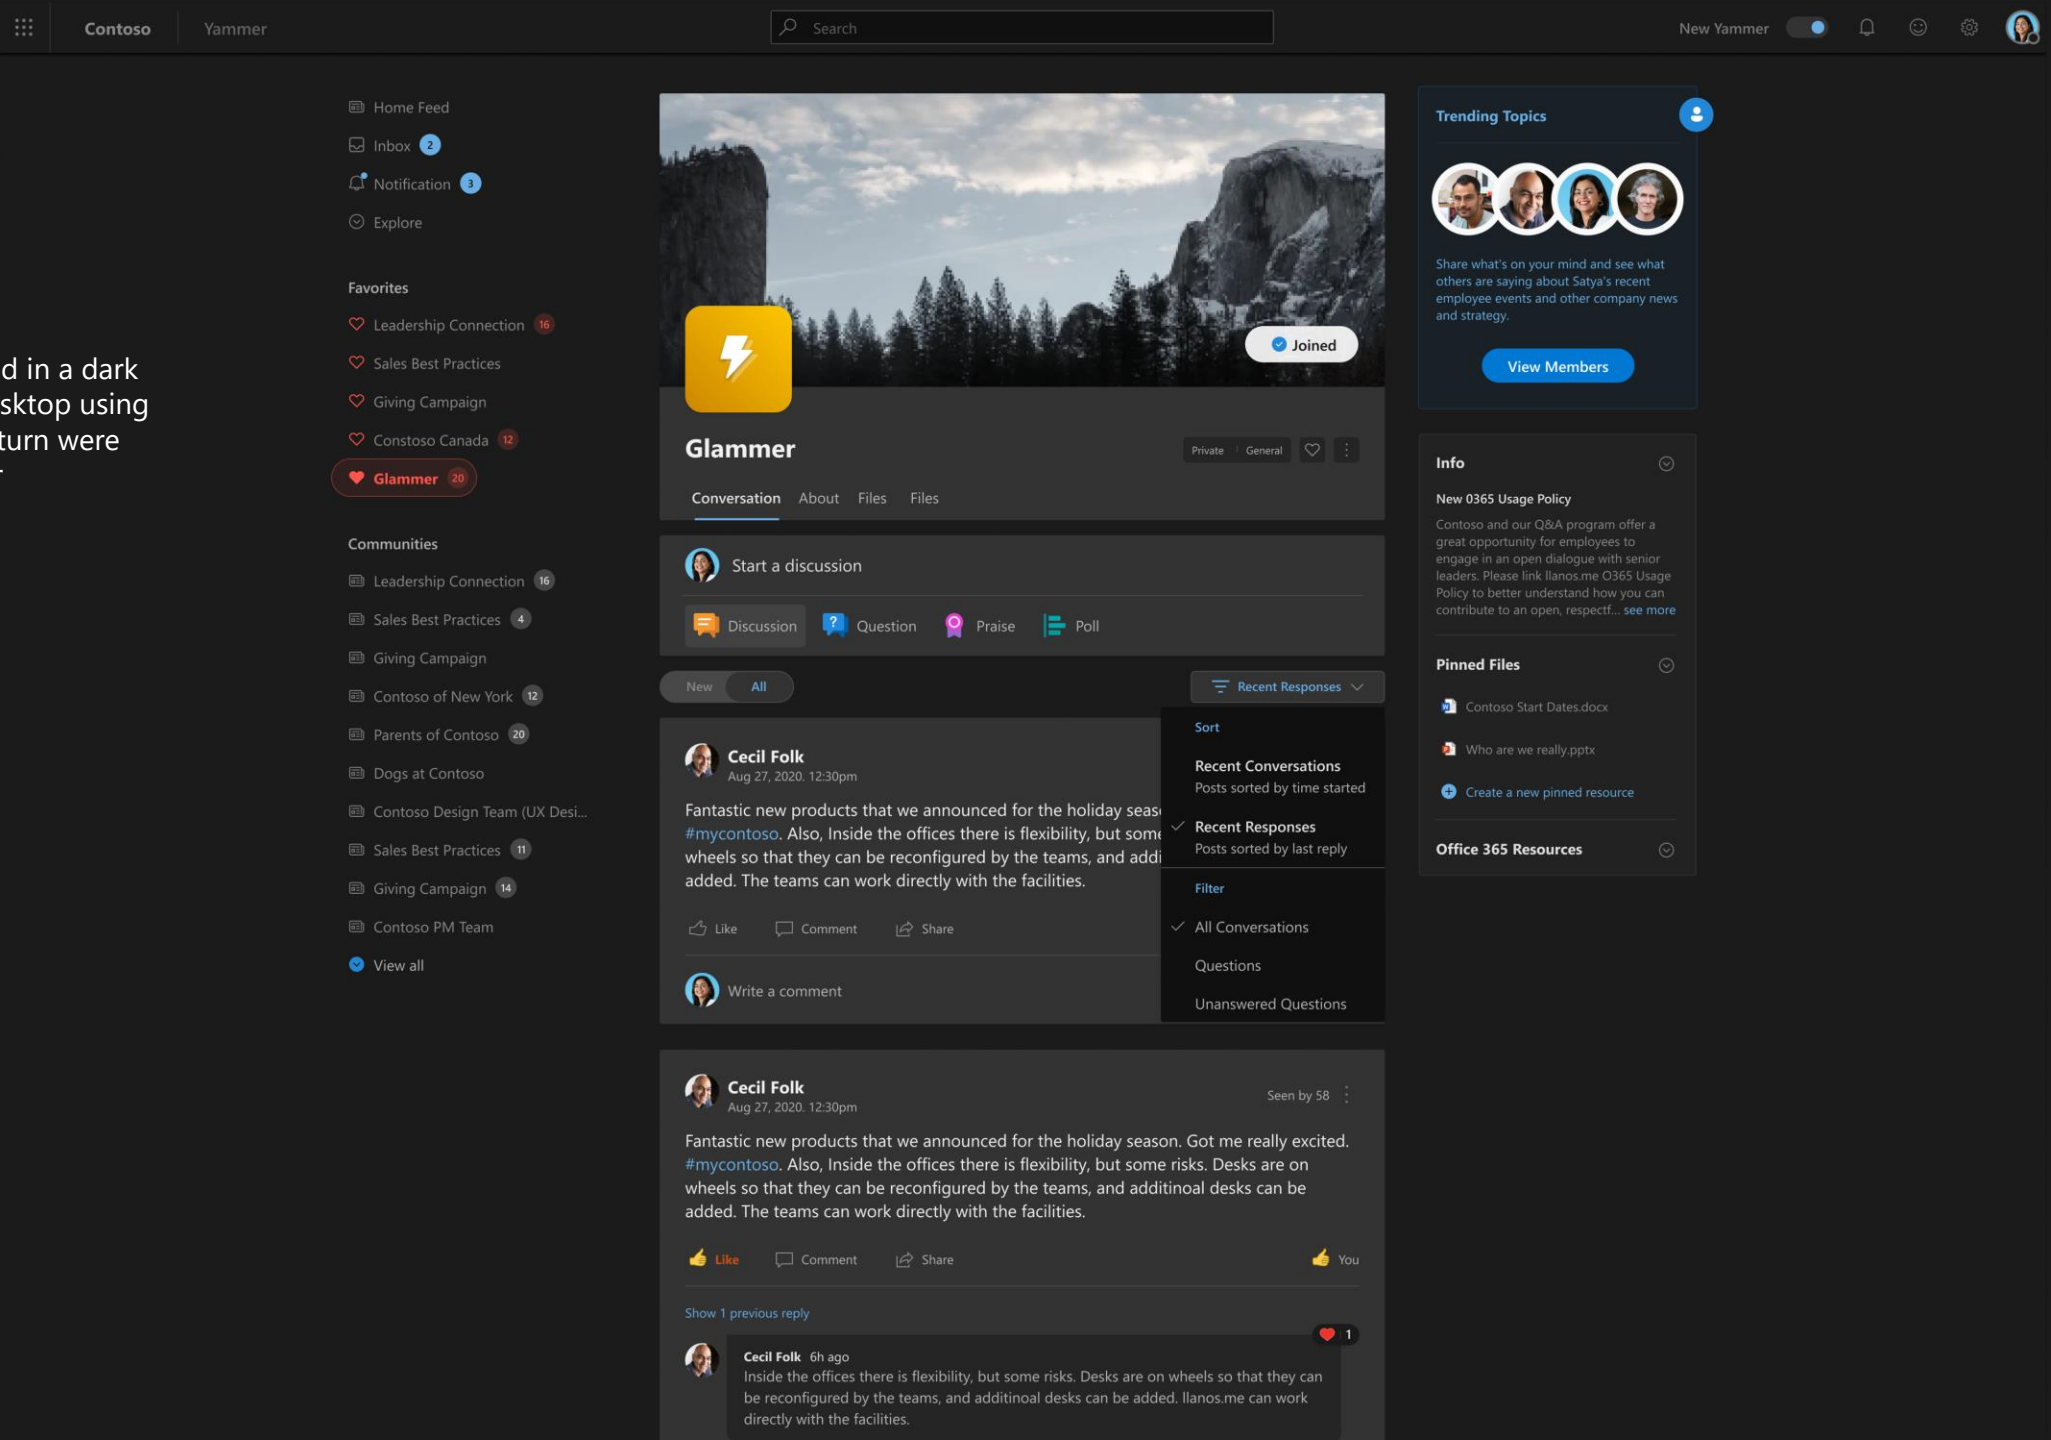 Contoso
Yammer
Search
New Yammer
d in a dark
sktop using
turn were
Home Feed
Inbox 2
Notification 3
Explore
Favorites
Leadership Connection 16
Sales Best Practices
Giving Campaign
Constoso Canada 12
Glammer 20
Communities
Leadership Connection 16
Sales Best Practices 4
Giving Campaign
Contoso of New York 12
Parents of Contoso 20
Dogs at Contoso
Contoso Design Team (UX Desi...
Sales Best Practices 11
Giving Campaign 14
Contoso PM Team
View all
Joined
Glammer
Private General
Conversation About Files Files
Start a discussion
Discussion Question Praise Poll
New All
Recent Responses
Sort
Recent Conversations
Posts sorted by time started
Recent Responses
Posts sorted by last reply
Filter
All Conversations
Questions
Unanswered Questions
Cecil Folk
Aug 27, 2020. 12:30pm
Fantastic new products that we announced for the holiday seas
#mycontoso. Also, Inside the offices there is flexibility, but some
wheels so that they can be reconfigured by the teams, and addi
added. The teams can work directly with the facilities.
Like Comment Share
Write a comment
Cecil Folk
Aug 27, 2020. 12:30pm
Seen by 58
Fantastic new products that we announced for the holiday season. Got me really excited.
#mycontoso. Also, Inside the offices there is flexibility, but some risks. Desks are on
wheels so that they can be reconfigured by the teams, and additinoal desks can be
added. The teams can work directly with the facilities.
Like Comment Share
You
Show 1 previous reply
1
Cecil Folk 6h ago
Inside the offices there is flexibility, but some risks. Desks are on wheels so that they can
be reconfigured by the teams, and additinoal desks can be added. llanos.me can work
directly with the facilities.
Trending Topics
Share what's on your mind and see what
others are saying about Satya's recent
employee events and other company news
and strategy.
View Members
Info
New 0365 Usage Policy
Contoso and our Q&A program offer a
great opportunity for employees to
engage in an open dialogue with senior
leaders. Please link llanos.me O365 Usage
Policy to better understand how you can
contribute to an open, respectf... see more
Pinned Files
Contoso Start Dates.docx
Who are we really.pptx
Create a new pinned resource
Office 365 Resources